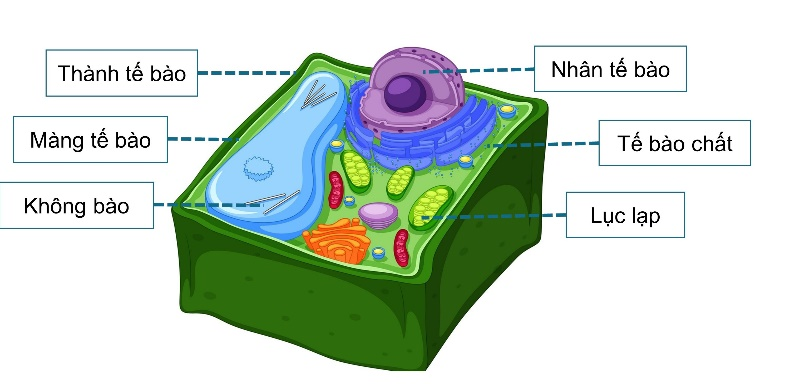 Thành tế bào
Màng tế bào
Không bào
Nhân tế bào
Tế bào chất
Lục lạp